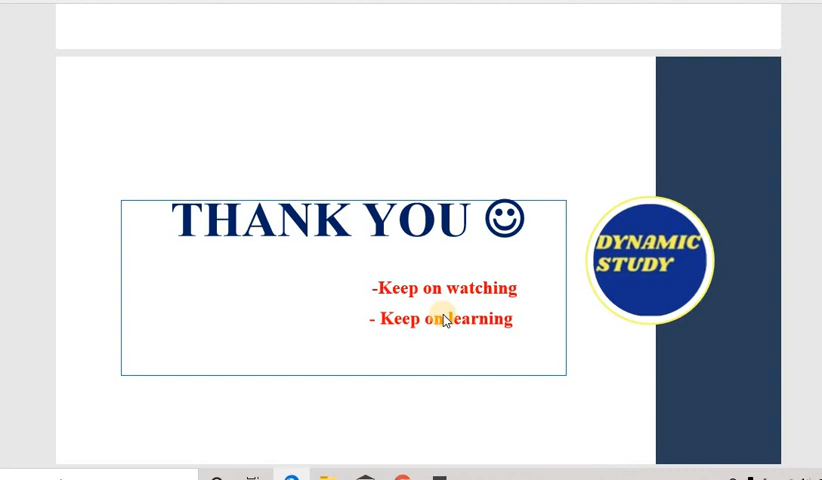 THANK YOU ☺
-Keep on watching
- Keep on learning
DYNAMIC
STUDY